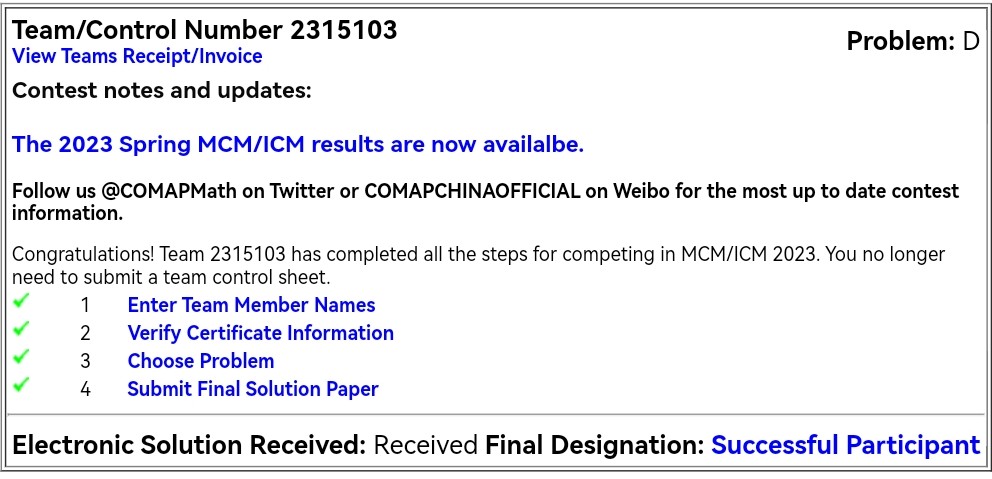 Team/Control Number 2315103
Problem: D
View Teams Receipt/Invoice
Contest notes and updates:
The 2023 Spring MCM/ICM results are now availalbe.
Follow us @COMAPMath on Twitter or COMAPCHINAOFFICIAL on Weibo for the most up to date contest
information.
Congratulations! Team 2315103 has completed all the steps for competing in MCM/ICM 2023. You no longer
need to submit a team control sheet.
1 Enter Team Member Names
2 Verify Certificate Information
3 Choose Problem
4 Submit Final Solution Paper
Electronic Solution Received: Received Final Designation: Successful Participant